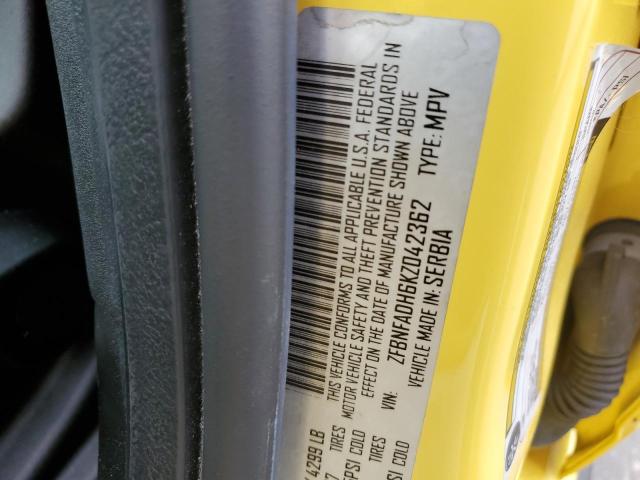 THIS VEHICLE CONFORMS TO ALL APPLICABLE U.S.A. FEDERAL
MOTOR VEHICLE SAFETY AND THEFT PREVENTION STANDARDS IN
EFFECT ON THE DATE OF MANUFACTURE SHOWN ABOVE
VIN: ZFBNFADH6KZ042362 TYPE: MPV
VEHICLE MADE IN: SERBIA
4299 LB
TIRES
PSI COLD
TIRES
PSI COLD